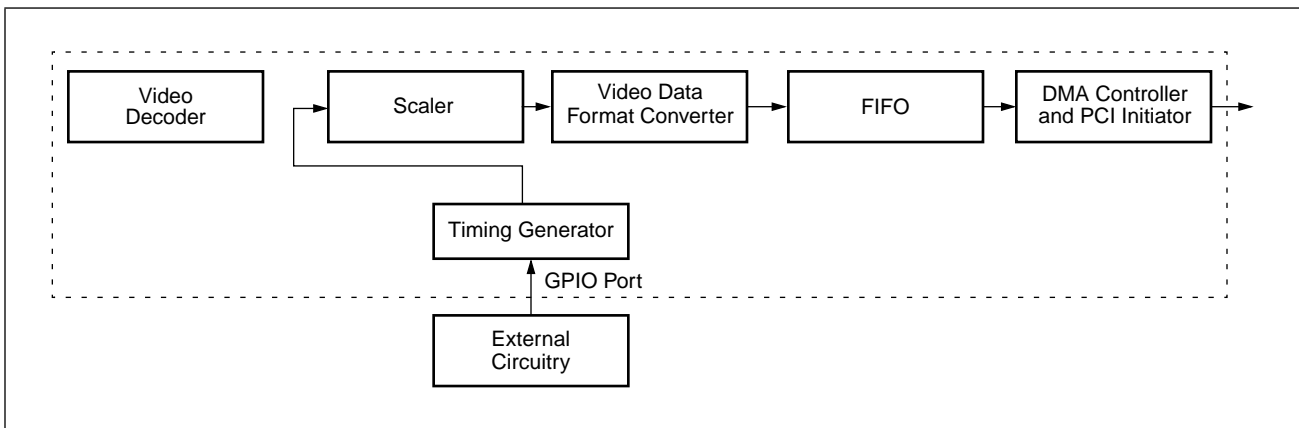 Video
Decoder
Scaler
Video Data
Format Converter
FIFO
DMA Controller
and PCI Initiator
Timing Generator
GPIO Port
External
Circuitry